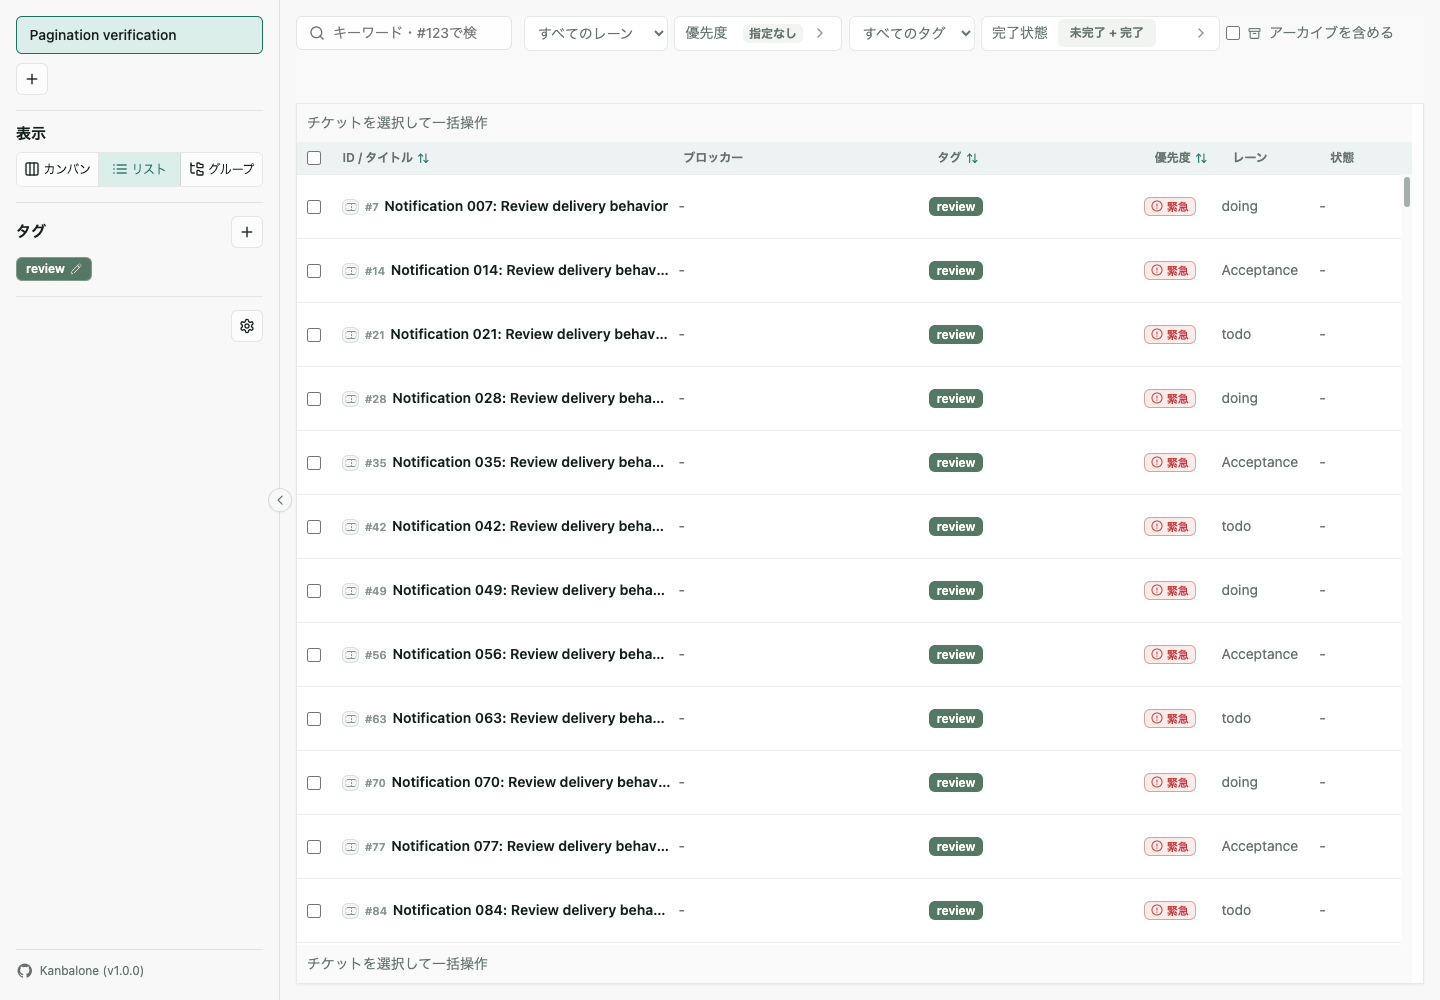 Pagination verification
表示
カンバン リスト グループ
タグ
review
Kanbalone (v1.0.0)
キーワード・#123で検 すべてのレーン 優先度 指定なし すべてのタグ 完了状態 未完了 + 完了 アーカイブを含める
チケットを選択して一括操作
ID / タイトル ブロッカー タグ 優先度 レーン 状態
#7 Notification 007: Review delivery behavior - review 緊急 doing -
#14 Notification 014: Review delivery behav... - review 緊急 Acceptance -
#21 Notification 021: Review delivery behav... - review 緊急 todo -
#28 Notification 028: Review delivery beha... - review 緊急 doing -
#35 Notification 035: Review delivery beha... - review 緊急 Acceptance -
#42 Notification 042: Review delivery beha... - review 緊急 todo -
#49 Notification 049: Review delivery beha... - review 緊急 doing -
#56 Notification 056: Review delivery beha... - review 緊急 Acceptance -
#63 Notification 063: Review delivery beha... - review 緊急 todo -
#70 Notification 070: Review delivery behav... - review 緊急 doing -
#77 Notification 077: Review delivery behav... - review 緊急 Acceptance -
#84 Notification 084: Review delivery beha... - review 緊急 todo -
チケットを選択して一括操作